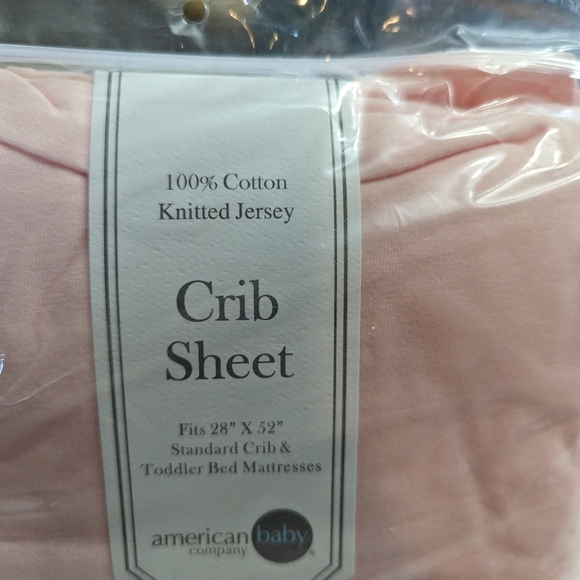 100% Cotton
Knitted Jersey
Crib
Sheet
Fits 28" X 52"
Standard Crib &
Toddler Bed Mattresses
american baby
company